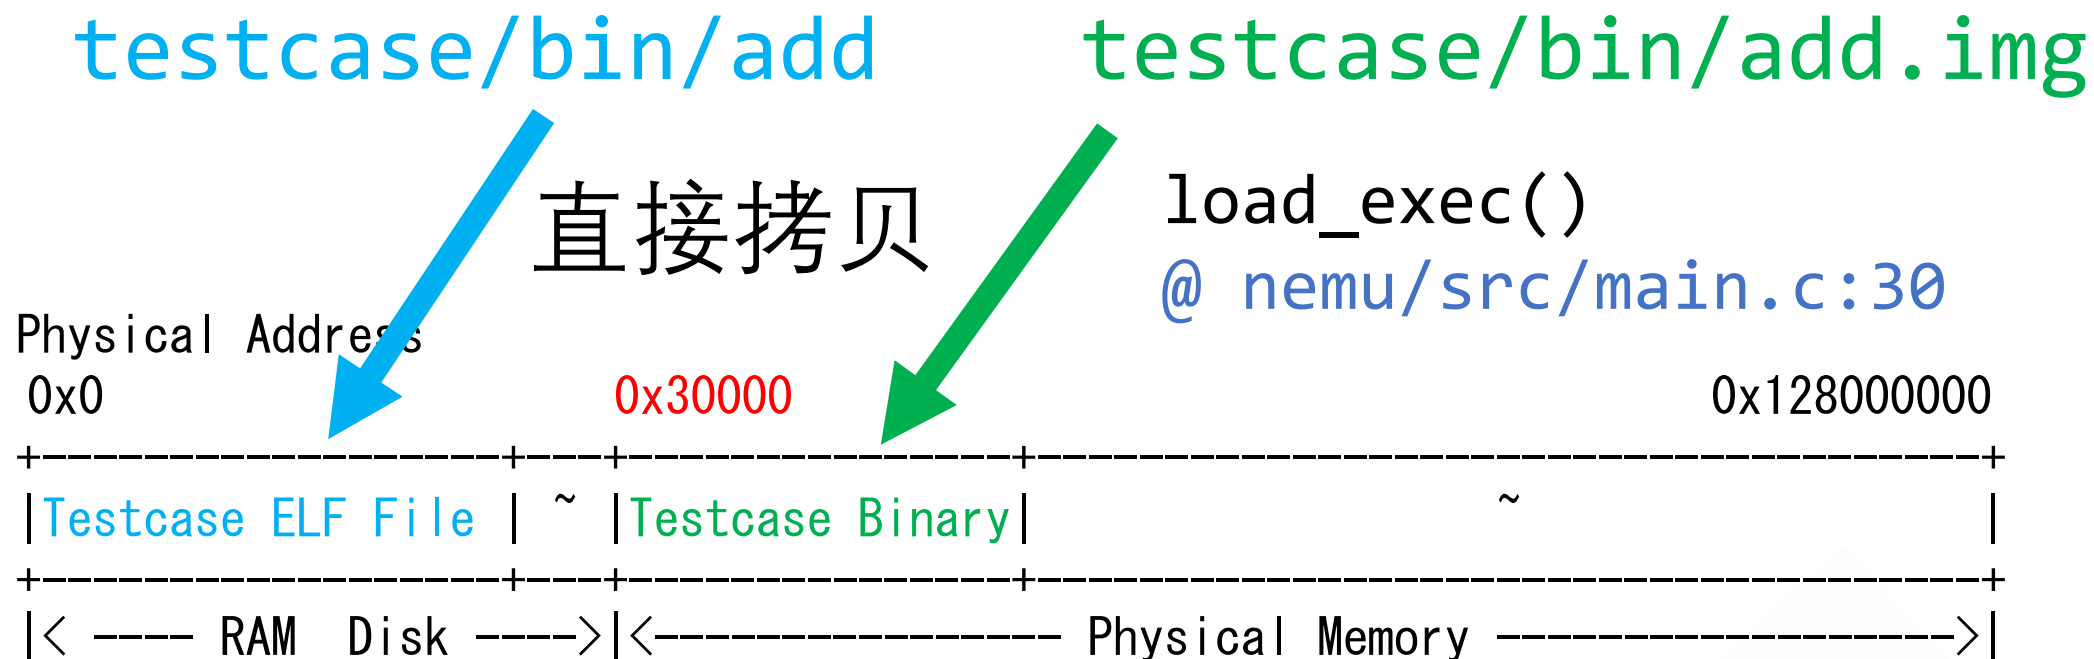 testcase/bin/add testcase/bin/add.img
直接拷贝
load_exec()
@ nemu/src/main.c:30
Physical Address
0x0 0x30000 0x128000000
+------------------+---+---------------+-------------------------------------+
|Testcase ELF File | ~ |Testcase Binary| ~ |
+------------------+---+---------------+-------------------------------------+
|< ---- RAM Disk ---->|<---------------- Physical Memory ------------------>|